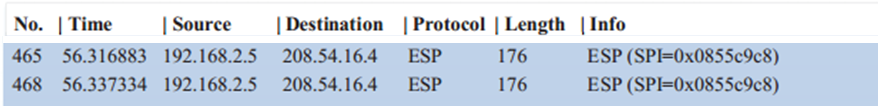 No. | Time | Source | Destination | Protocol | Length | Info
465 56.316883 192.168.2.5 208.54.16.4 ESP 176 ESP (SPI=0x0855c9c8)
468 56.337334 192.168.2.5 208.54.16.4 ESP 176 ESP (SPI=0x0855c9c8)